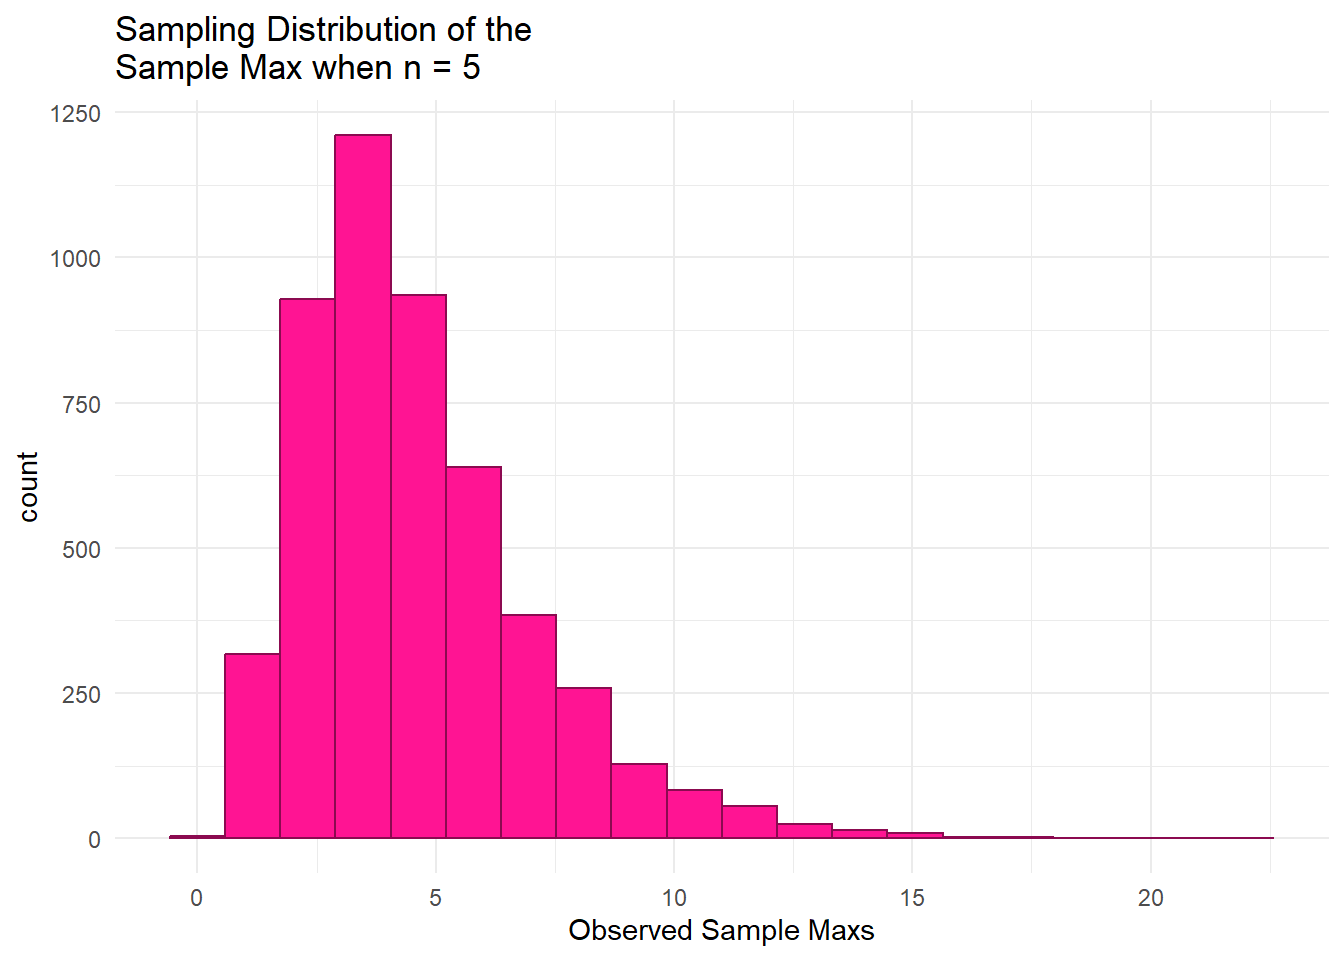 Sampling Distribution of the
Sample Max when n = 5
1250
1000
750
500
250
0
count
0 5 10 15 20
Observed Sample Maxs